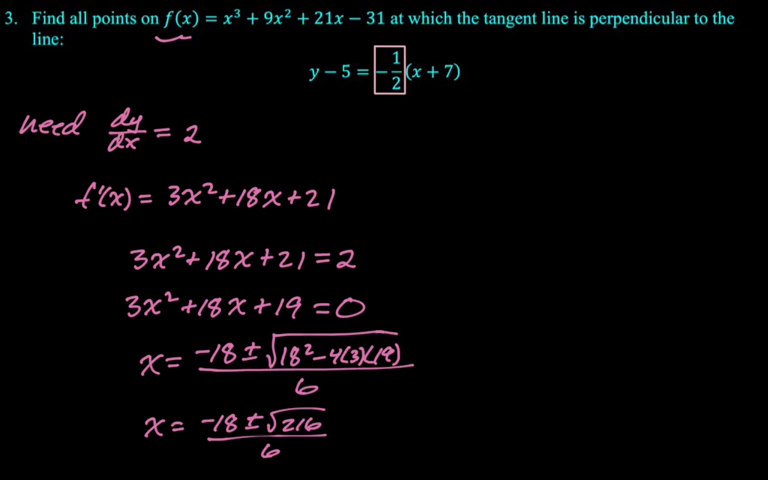 3. Find all points on f(x) = x³ + 9x² + 21x − 31 at which the tangent line is perpendicular to the
line:
y − 5 = −1/2(x + 7)
need dy/dx = 2
f'(x) = 3x²+18x+21
3x²+18x+21=2
3x²+18x+19=0
x = (-18 ± √(18²-4(3)(19)))/6
x = (-18 ± √216)/6